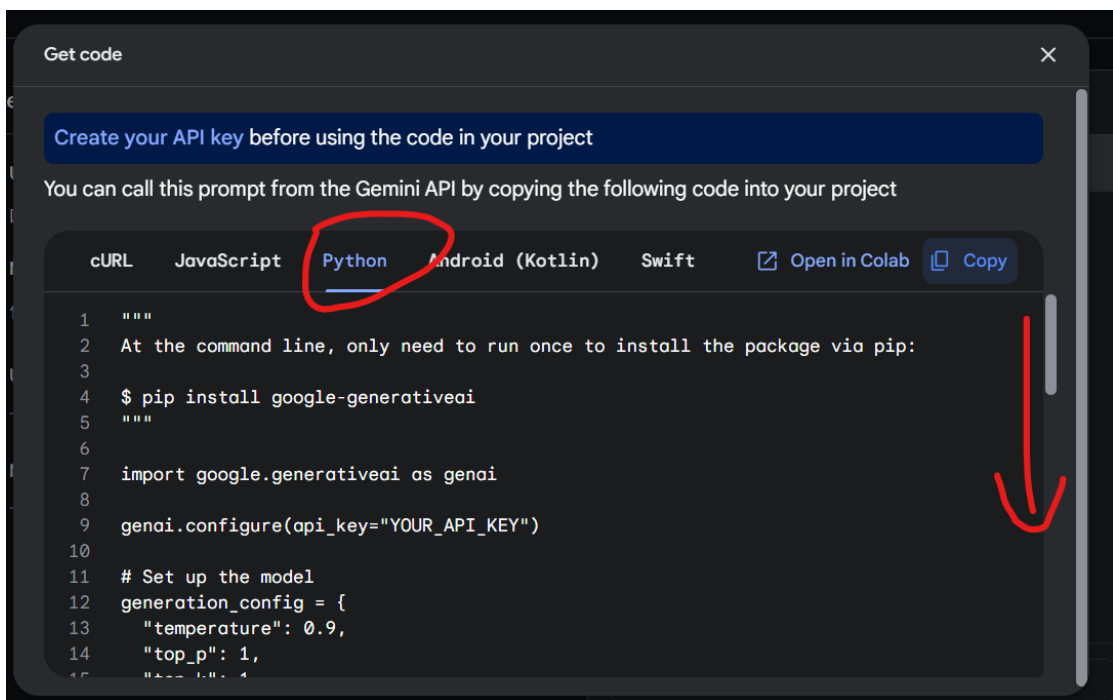 Get code
Create your API key before using the code in your project
You can call this prompt from the Gemini API by copying the following code into your project
cURL JavaScript Python Android (Kotlin) Swift Open in Colab Copy
1 """
2 At the command line, only need to run once to install the package via pip:
3
4 $ pip install google-generativeai
5 """
6
7 import google.generativeai as genai
8
9 genai.configure(api_key="YOUR_API_KEY")
10
11 # Set up the model
12 generation_config = {
13 "temperature": 0.9,
14 "top_p": 1,